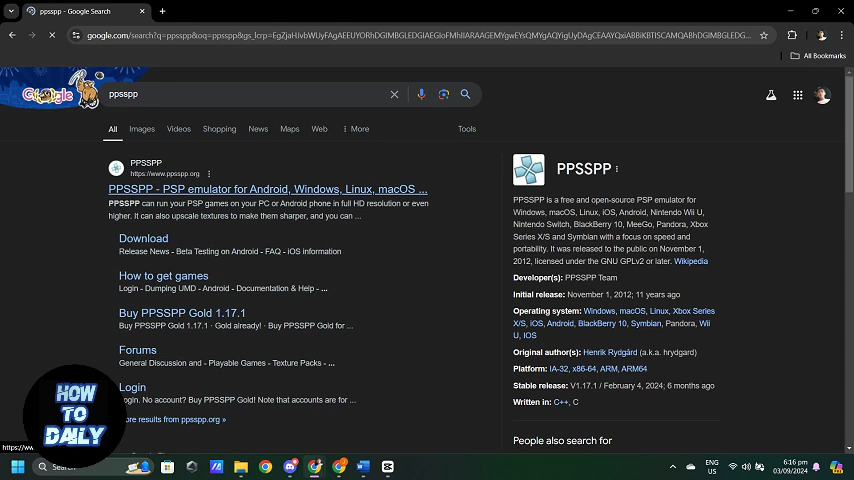 ppsspp - Google Search
google.com/search?q=ppsspp&oq=ppsspp&gs_lcrp=
All Bookmarks
Google
ppsspp
All
Images
Videos
Shopping
News
Maps
Web
More
Tools
PPSSPP
https://www.ppsspp.org
PPSSPP - PSP emulator for Android, Windows, Linux, macOS ...
PPSSPP can run your PSP games on your PC or Android phone in full HD resolution or even
higher. It can also upscale textures to make them sharper, and you can ...
Download
Release News - Beta Testing on Android - FAQ - iOS information
How to get games
Login - Dumping UMD - Android - Documentation & Help - ...
Buy PPSSPP Gold 1.17.1
Buy PPSSPP Gold 1.17.1 · Gold already! · Buy PPSSPP Gold for ...
Forums
General Discussion and - Playable Games - Texture Packs - ...
Login
Login. No account? Buy PPSSPP Gold! Note that accounts are for ...
ore results from ppsspp.org »
PPSSPP
PPSSPP is a free and open-source PSP emulator for
Windows, macOS, Linux, iOS, Android, Nintendo Wii U,
Nintendo Switch, BlackBerry 10, MeeGo, Pandora, Xbox
Series X/S and Symbian with a focus on speed and
portability. It was released to the public on November 1,
2012, licensed under the GNU GPLv2 or later. Wikipedia
Developer(s): PPSSPP Team
Initial release: November 1, 2012; 11 years ago
Operating system: Windows, macOS, Linux, Xbox Series
X/S, iOS, Android, BlackBerry 10, Symbian, Pandora, Wii
U, IOS
Original author(s): Henrik Rydgård (a.k.a. hrydgard)
Platform: IA-32, x86-64, ARM, ARM64
Stable release: V1.17.1 / February 4, 2024; 6 months ago
Written in: C++, C
People also search for
HOW
TO
DAILY
https://ww
Search
ENG
US
6:16 pm
03/09/2024